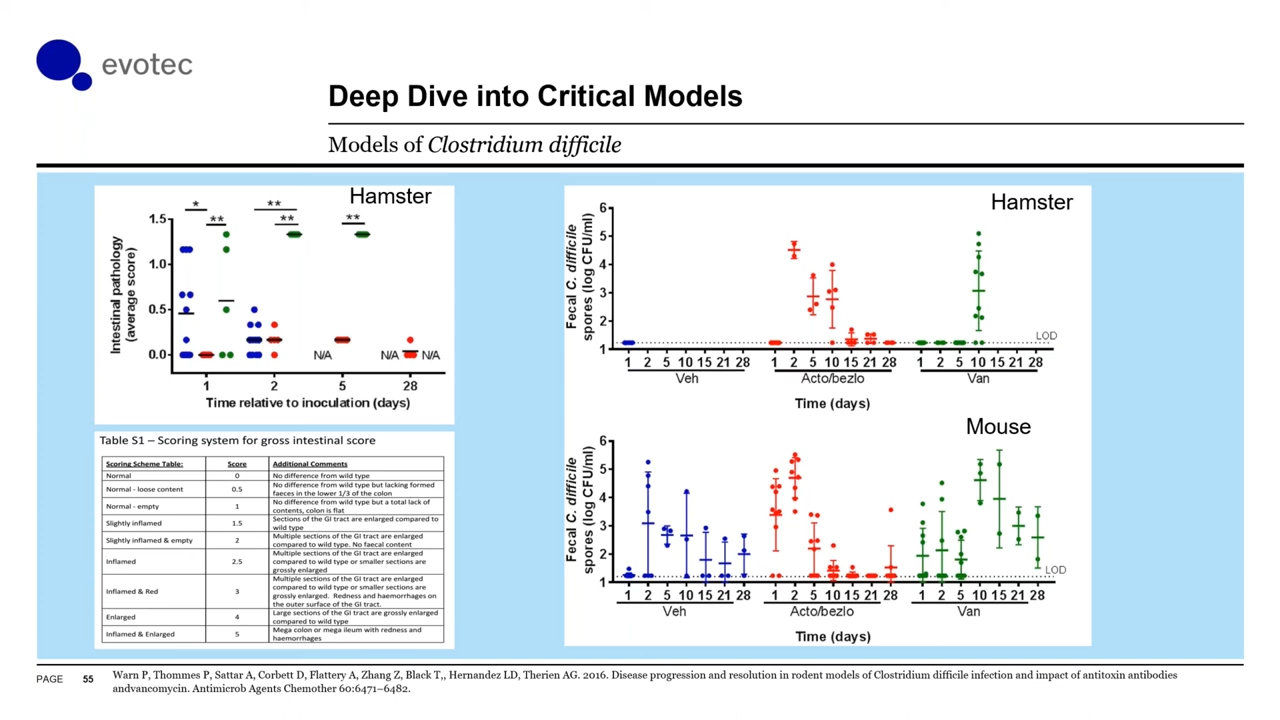 evotec
Deep Dive into Critical Models
Models of Clostridium difficile
Hamster
* ** ** ** **
Intestinal pathology
(average score)
1.5
1.0
0.5
0.0
N/A N/A N/A
1 2 5 28
Time relative to inoculation (days)
Table S1 – Scoring system for gross intestinal score
Scoring Scheme Table: Score Additional Comments
Normal 0 No difference from wild type
Normal - loose content 0.5 No difference from wild type but lacking formed
faeces in the lower 1/3 of the colon
Normal - empty 1 No difference from wild type but a total lack of
contents, colon is flat
Slightly inflamed 1.5 Sections of the GI tract are enlarged compared to
wild type
Slightly inflamed & empty 2 Multiple sections of the GI tract are enlarged
compared to wild type. No faecal content
Inflamed 2.5 Multiple sections of the GI tract are enlarged
compared to wild type or smaller sections are
grossly enlarged
Inflamed & Red 3 Multiple sections of the GI tract are enlarged
compared to wild type or smaller sections are
grossly enlarged. Redness and haemorrhages on
the outer surface of the GI tract.
Enlarged 4 Large sections of the GI tract are grossly enlarged
compared to wild type
Inflamed & Enlarged 5 Mega colon or mega ileum with redness and
haemorrhages
Hamster
Fecal C. difficile
spores (log CFU/ml)
6
5
4
3
2
1
LOD
1 2 5 10 15 21 28 1 2 5 10 15 21 28 1 2 5 10 15 21 28
Veh Acto/bezlo Van
Time (days)
Mouse
Fecal C. difficile
spores (log CFU/ml)
6
5
4
3
2
1
LOD
1 2 5 10 15 21 28 1 2 5 10 15 21 28 1 2 5 10 15 21 28
Veh Acto/bezlo Van
Time (days)
PAGE 55
Warn P, Thommes P, Sattar A, Corbett D, Flattery A, Zhang Z, Black T,, Hernandez LD, Therien AG. 2016. Disease progression and resolution in rodent models of Clostridium difficile infection and impact of antitoxin antibodies
andvancomycin. Antimicrob Agents Chemother 60:6471–6482.